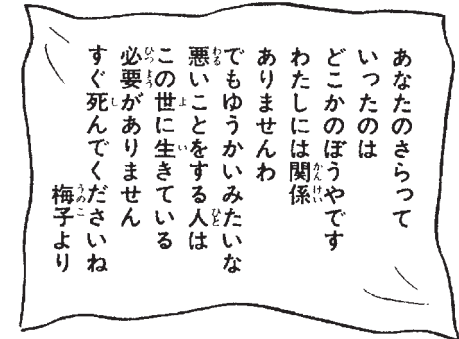 あなたのさらって
いったのは
どこかのぼうやです
わたしには関係
ありませんわ
でもゆうかいみたいな
悪いことをする人は
この世に生きている
必要がありません
すぐ死んでくださいね
梅子より